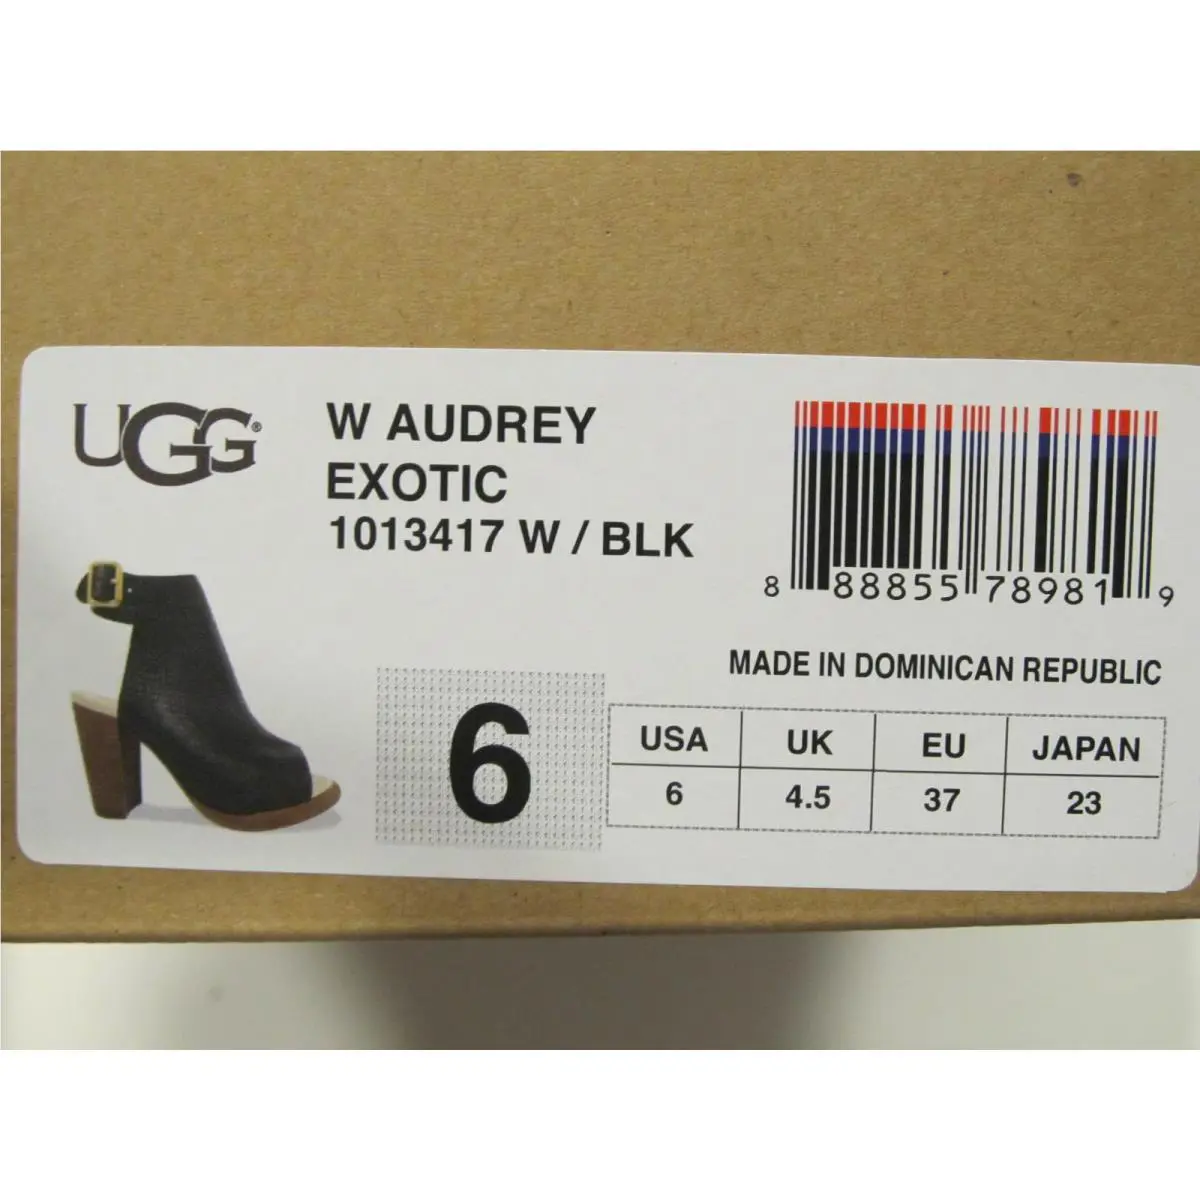 UGG®
W AUDREY
EXOTIC
1013417 W / BLK
8 88855 78981 9
MADE IN DOMINICAN REPUBLIC
6
USA UK EU JAPAN
6 4.5 37 23